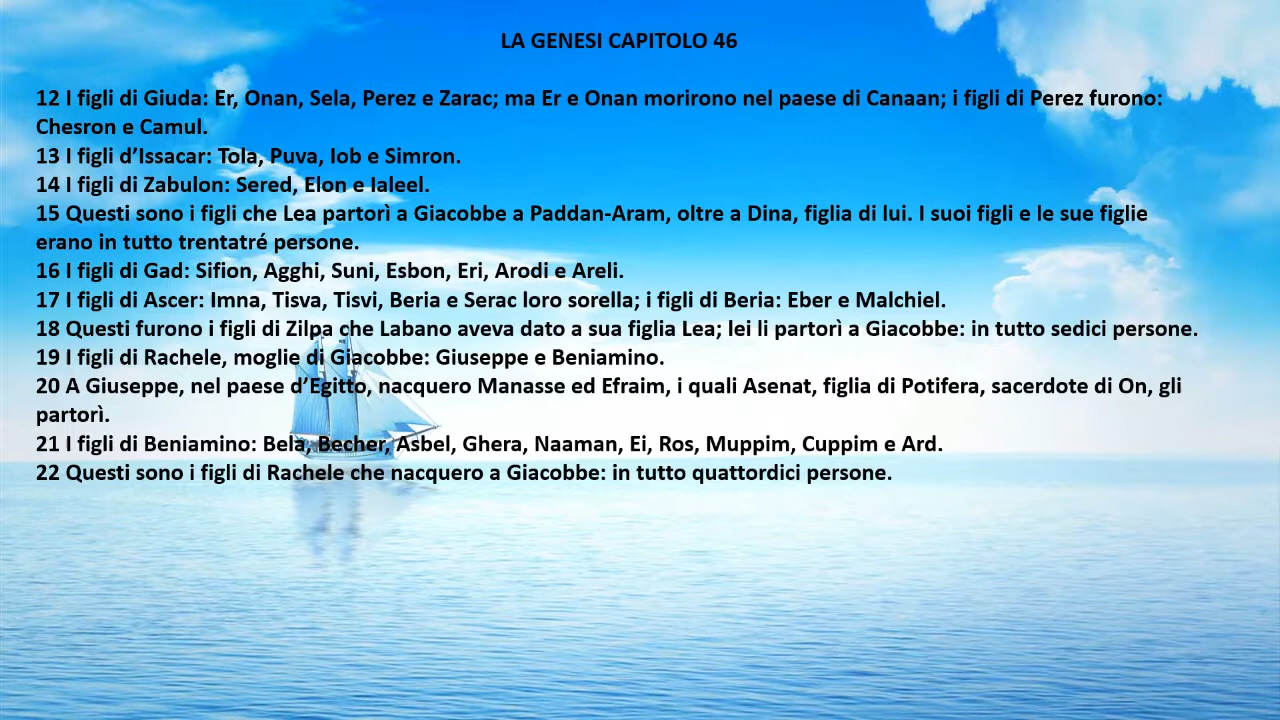 LA GENESI CAPITOLO 46
12 I figli di Giuda: Er, Onan, Sela, Perez e Zarac; ma Er e Onan morirono nel paese di Canaan; i figli di Perez furono:
Chesron e Camul.
13 I figli d’Issacar: Tola, Puva, Iob e Simron.
14 I figli di Zabulon: Sered, Elon e Ialeel.
15 Questi sono i figli che Lea partorì a Giacobbe a Paddan-Aram, oltre a Dina, figlia di lui. I suoi figli e le sue figlie
erano in tutto trentatré persone.
16 I figli di Gad: Sifion, Agghi, Suni, Esbon, Eri, Arodi e Areli.
17 I figli di Ascer: Imna, Tisva, Tisvi, Beria e Serac loro sorella; i figli di Beria: Eber e Malchiel.
18 Questi furono i figli di Zilpa che Labano aveva dato a sua figlia Lea; lei li partorì a Giacobbe: in tutto sedici persone.
19 I figli di Rachele, moglie di Giacobbe: Giuseppe e Beniamino.
20 A Giuseppe, nel paese d’Egitto, nacquero Manasse ed Efraim, i quali Asenat, figlia di Potifera, sacerdote di On, gli
partorì.
21 I figli di Beniamino: Bela, Becher, Asbel, Ghera, Naaman, Ei, Ros, Muppim, Cuppim e Ard.
22 Questi sono i figli di Rachele che nacquero a Giacobbe: in tutto quattordici persone.